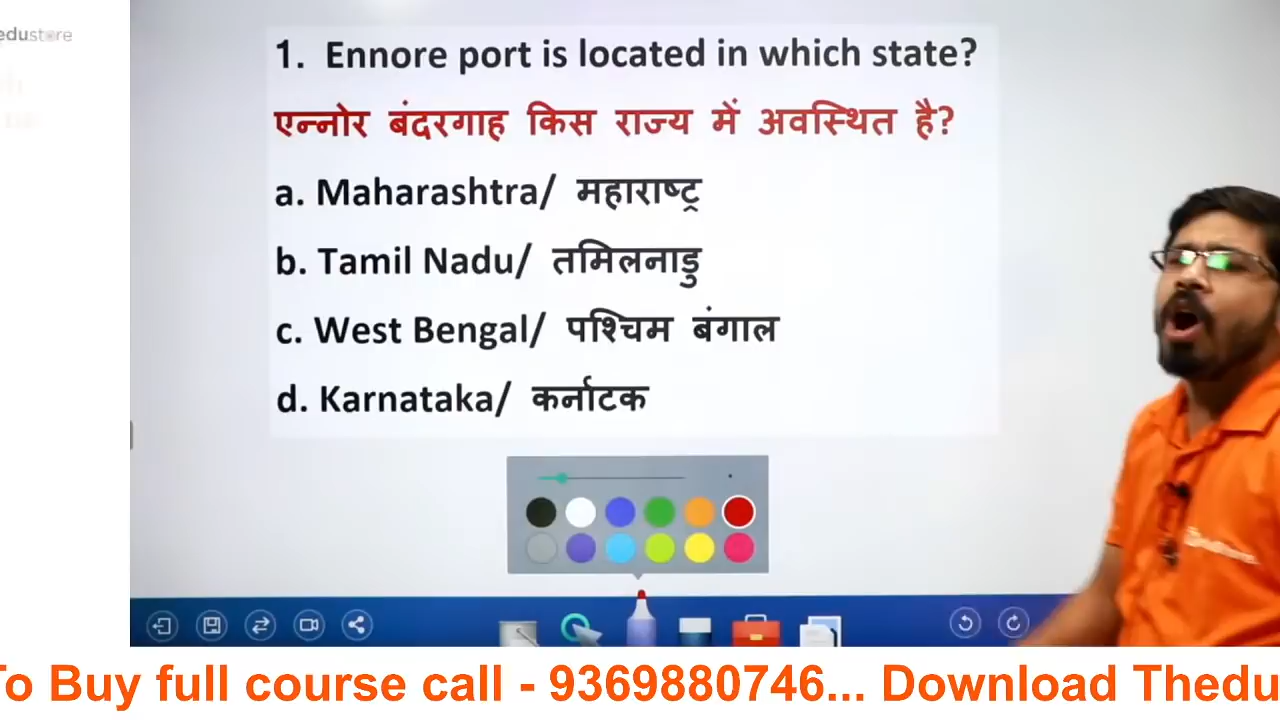 edustore
1. Ennore port is located in which state?
एन्नोर बंदरगाह किस राज्य में अवस्थित है?
a. Maharashtra/ महाराष्ट्र
b. Tamil Nadu/ तमिलनाडु
c. West Bengal/ पश्चिम बंगाल
d. Karnataka/ कर्नाटक
To Buy full course call - 9369880746... Download Thedu